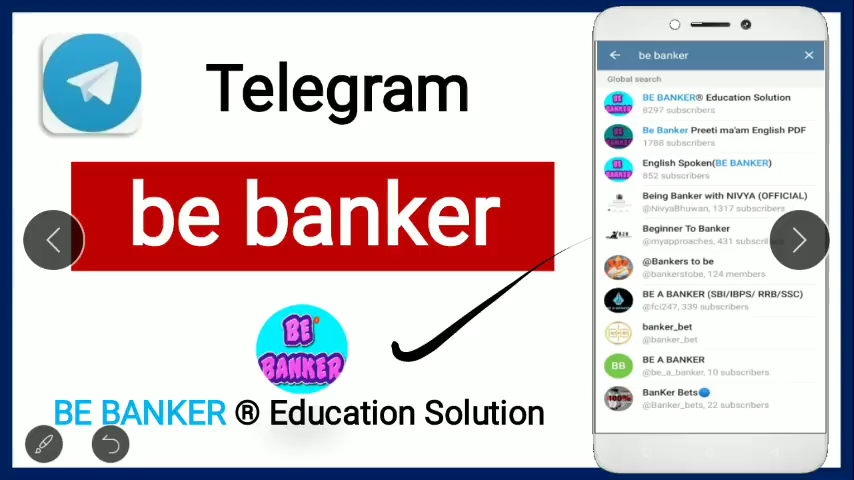 Telegram
be banker
BE BANKER
BE BANKER ® Education Solution
be banker
Global search
BE BANKER® Education Solution
8297 subscribers
Be Banker Preeti ma'am English PDF
1788 subscribers
English Spoken(BE BANKER)
852 subscribers
Being Banker with NIVYA (OFFICIAL)
@NivyaBhuwan, 1317 subscribers
Beginner To Banker
@myapproaches, 431 subscri
@Bankers to be
@bankerstobe, 124 members
BE A BANKER (SBI/IBPS/ RRB/SSC)
@fci247, 339 subscribers
banker_bet
@banker_bet
BB
BE A BANKER
@be_a_banker, 10 subscribers
100%
BanKer Bets
@Banker_bets, 22 subscribers